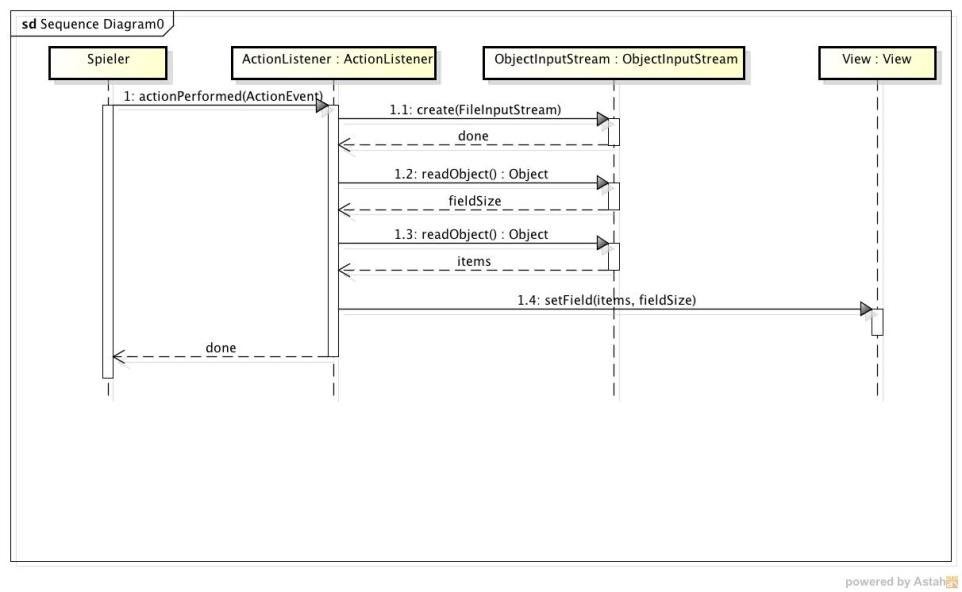 sd Sequence Diagram0
Spieler
ActionListener : ActionListener
ObjectInputStream : ObjectInputStream
View : View
1: actionPerformed(ActionEvent)
1.1: create(FileInputStream)
done
1.2: readObject() : Object
fieldSize
1.3: readObject() : Object
items
1.4: setField(items, fieldSize)
done
powered by Astah